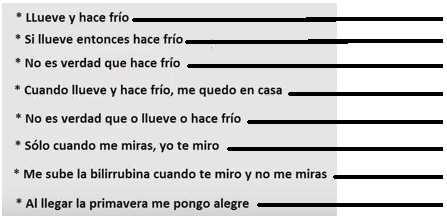 * LLueve y hace frío
* Si llueve entonces hace frío
* No es verdad que hace frío
* Cuando llueve y hace frío, me quedo en casa
* No es verdad que o llueve o hace frío
* Sólo cuando me miras, yo te miro
* Me sube la bilirrubina cuando te miro y no me miras
* Al llegar la primavera me pongo alegre